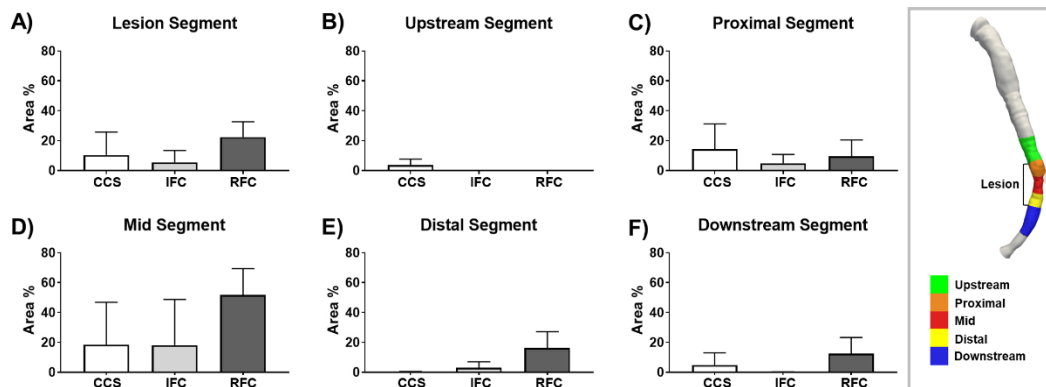 A)
Lesion Segment
Area %
80
60
40
20
0
CCS IFC RFC
B)
Upstream Segment
Area %
80
60
40
20
0
CCS IFC RFC
C)
Proximal Segment
Area %
80
60
40
20
0
CCS IFC RFC
D)
Mid Segment
Area %
80
60
40
20
0
CCS IFC RFC
E)
Distal Segment
Area %
80
60
40
20
0
CCS IFC RFC
F)
Downstream Segment
Area %
80
60
40
20
0
CCS IFC RFC
Lesion
Upstream
Proximal
Mid
Distal
Downstream